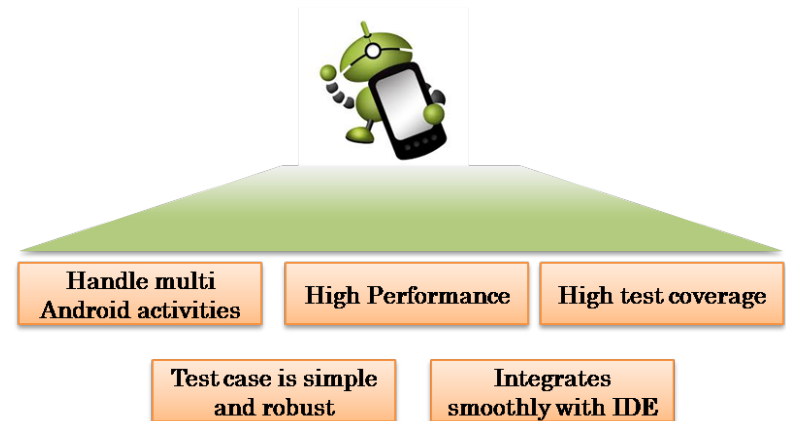 Handle multi
Android activities
High Performance
High test coverage
Test case is simple
and robust
Integrates
smoothly with IDE